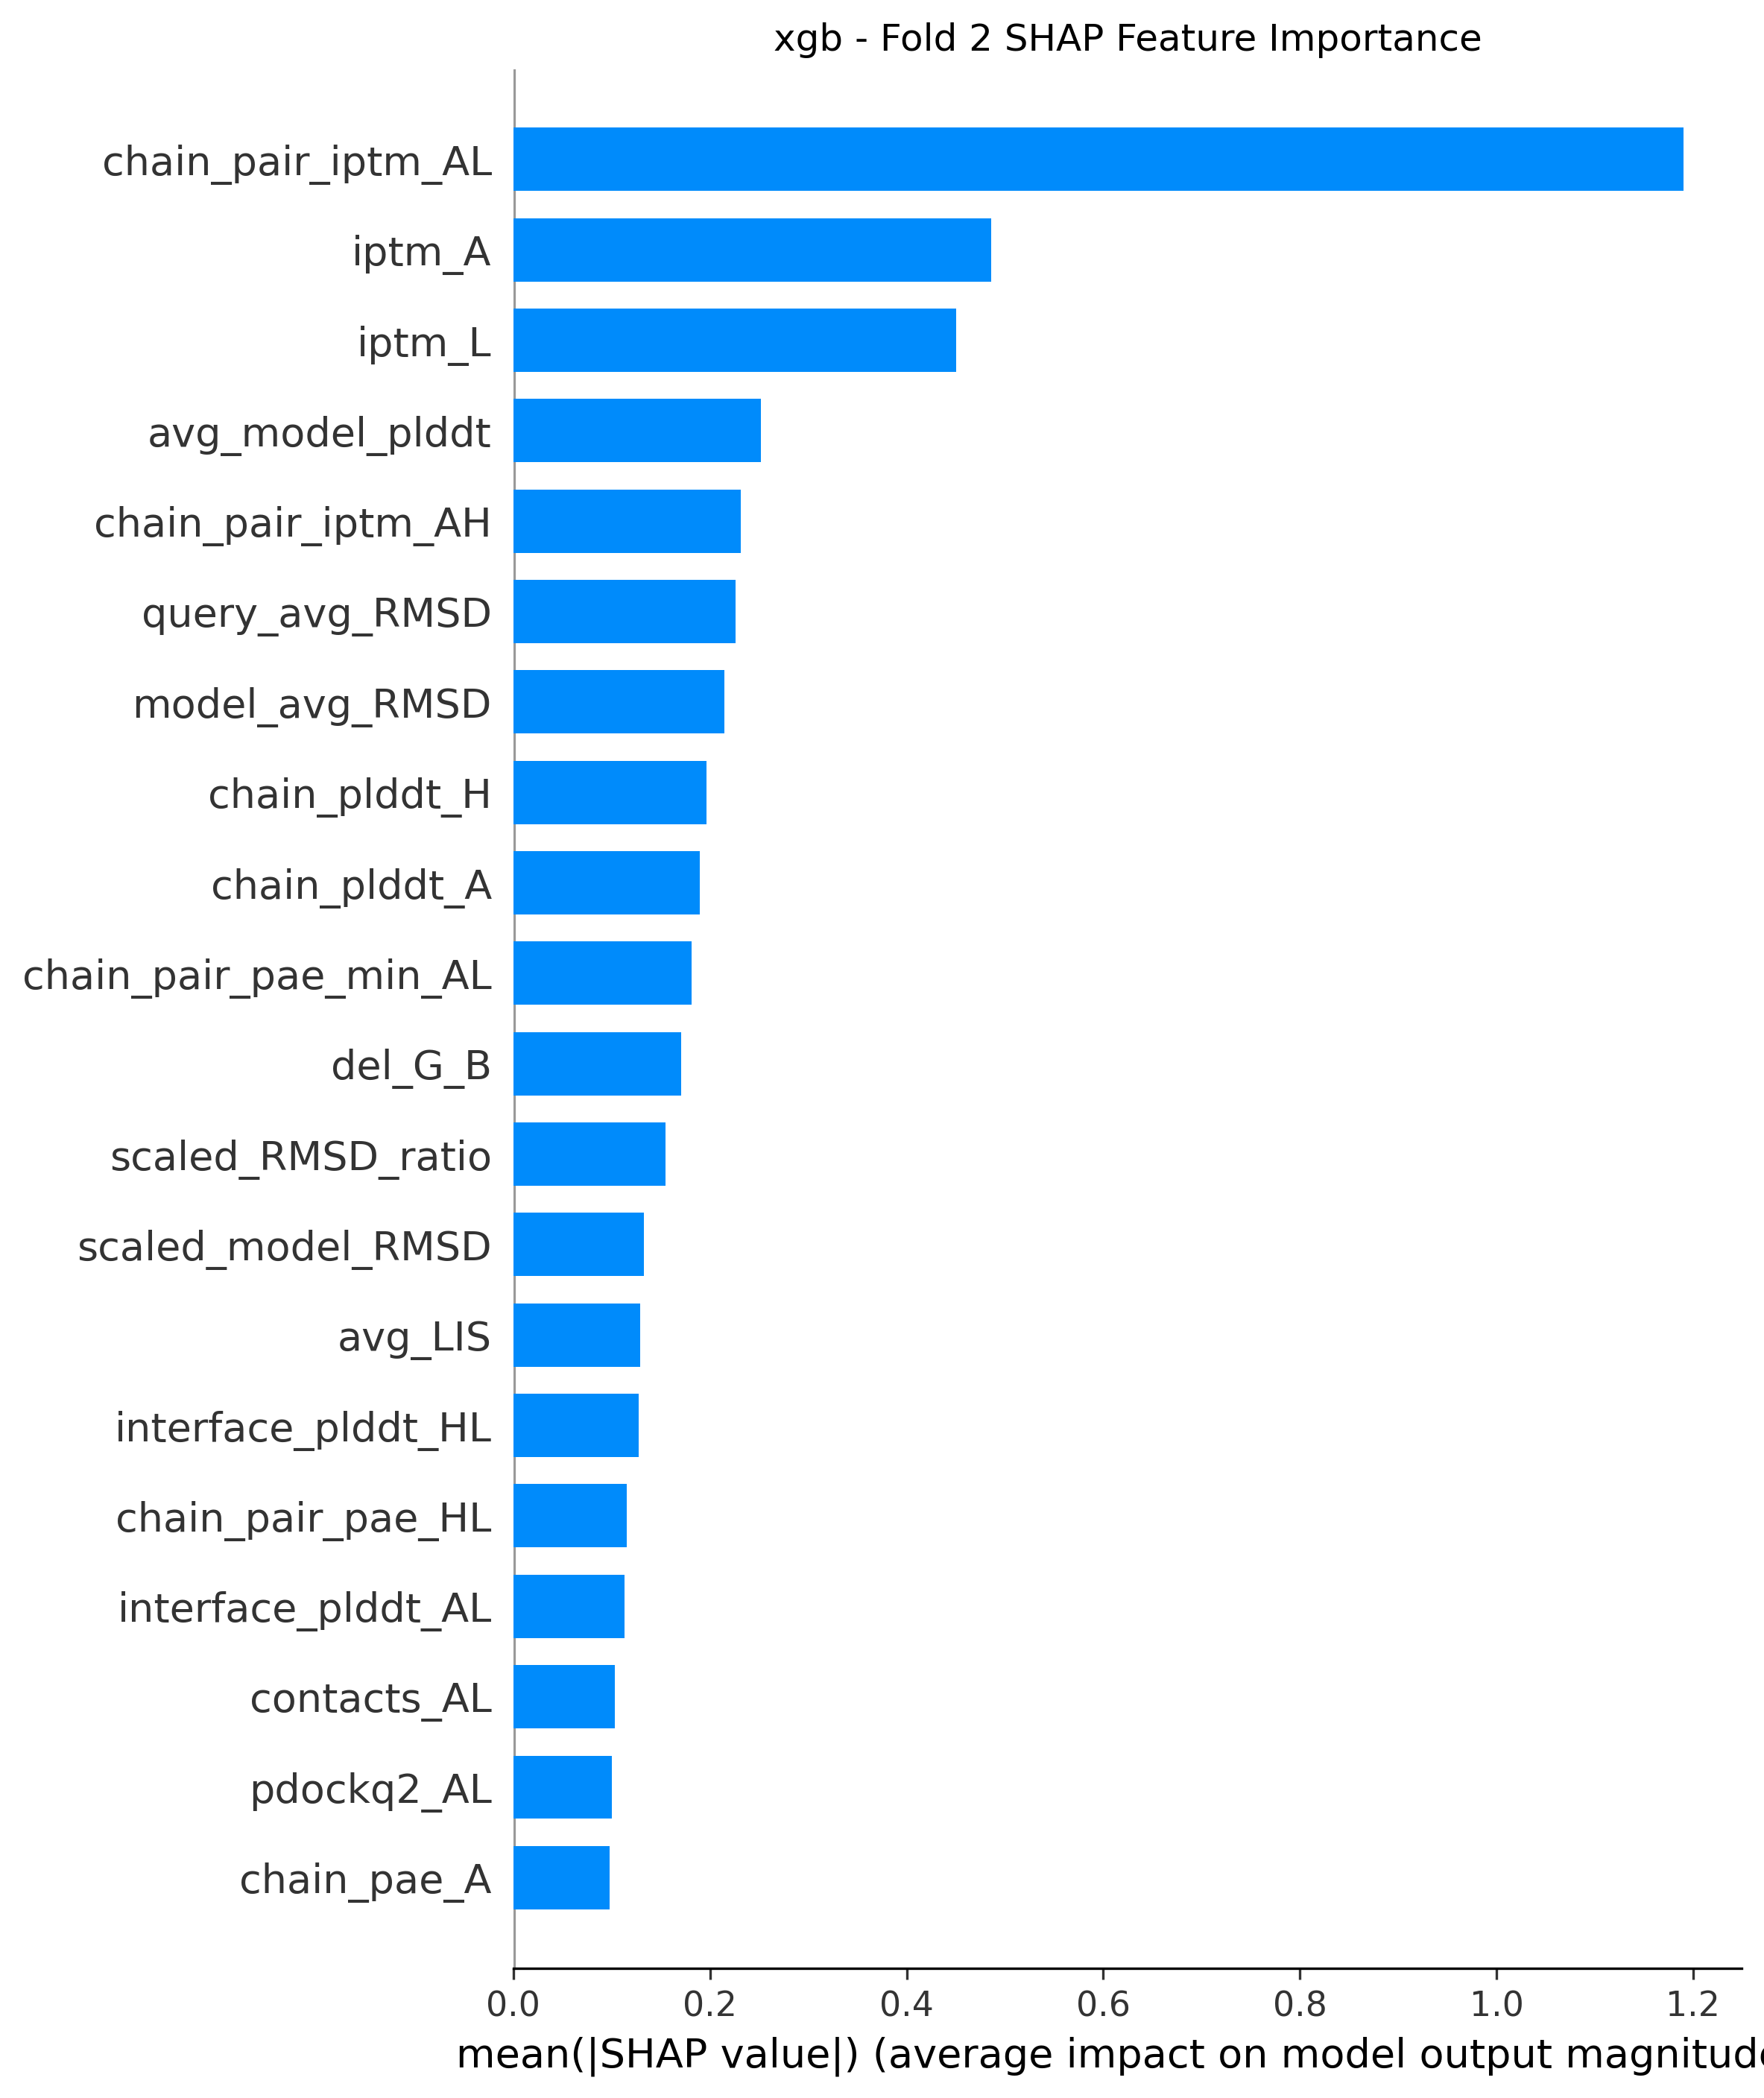 xgb - Fold 2 SHAP Feature Importance
chain_pair_iptm_AL
iptm_A
iptm_L
avg_model_plddt
chain_pair_iptm_AH
query_avg_RMSD
model_avg_RMSD
chain_plddt_H
chain_plddt_A
chain_pair_pae_min_AL
del_G_B
scaled_RMSD_ratio
scaled_model_RMSD
avg_LIS
interface_plddt_HL
chain_pair_pae_HL
interface_plddt_AL
contacts_AL
pdockq2_AL
chain_pae_A
0.0 0.2 0.4 0.6 0.8 1.0 1.2
mean(|SHAP value|) (average impact on model output magnitude